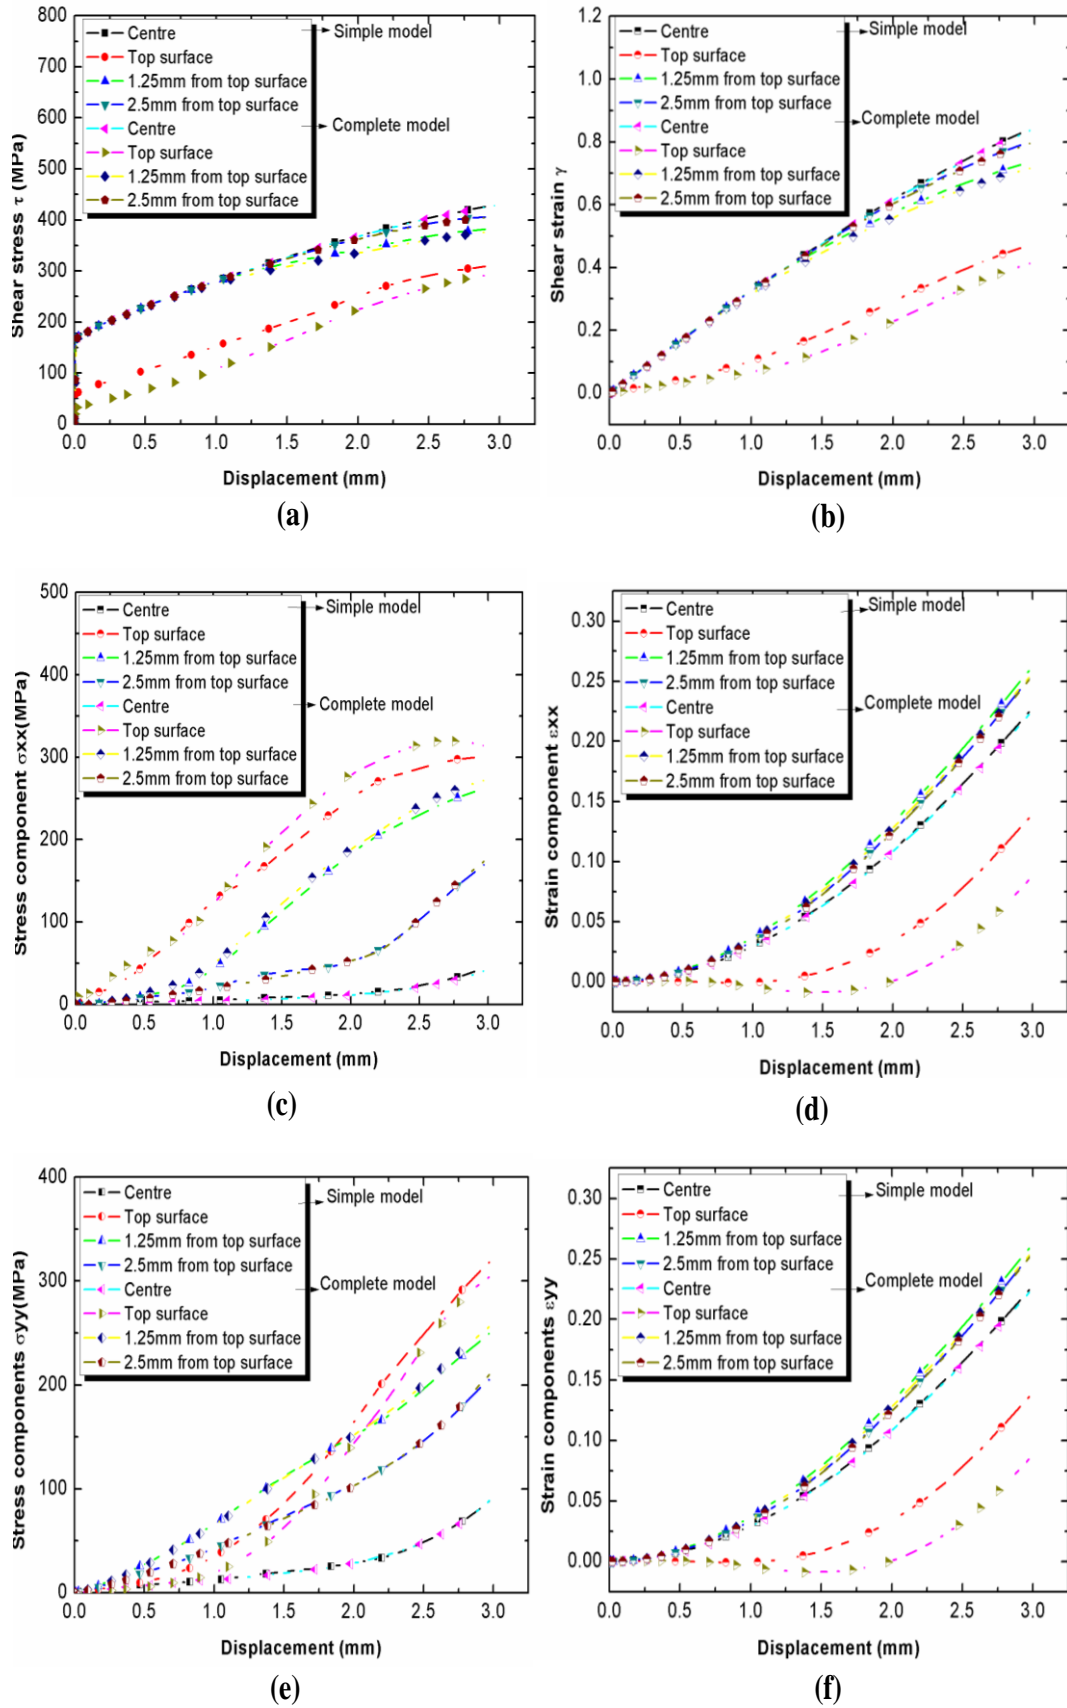 800
700
600
500
400
300
200
100
0
Shear stress τ (MPa)
Centre
Top surface
1.25mm from top surface
2.5mm from top surface
Centre
Top surface
1.25mm from top surface
2.5mm from top surface
Simple model
Complete model
0.0 0.5 1.0 1.5 2.0 2.5 3.0
Displacement (mm)
(a)
1.2
1.0
0.8
0.6
0.4
0.2
0.0
Shear strain γ
Centre
Top surface
1.25mm from top surface
2.5mm from top surface
Centre
Top surface
1.25mm from top surface
2.5mm from top surface
Simple model
Complete model
0.0 0.5 1.0 1.5 2.0 2.5 3.0
Displacement (mm)
(b)
500
400
300
200
100
0
Stress component σxx(MPa)
Centre
Top surface
1.25mm from top surface
2.5mm from top surface
Centre
Top surface
1.25mm from top surface
2.5mm from top surface
Simple model
Complete model
0.0 0.5 1.0 1.5 2.0 2.5 3.0
Displacement (mm)
(c)
0.30
0.25
0.20
0.15
0.10
0.05
0.00
Strain component εxx
Centre
Top surface
1.25mm from top surface
2.5mm from top surface
Centre
Top surface
1.25mm from top surface
2.5mm from top surface
Simple model
Complete model
0.0 0.5 1.0 1.5 2.0 2.5 3.0
Displacement (mm)
(d)
400
300
200
100
0
Stress components σyy(MPa)
Centre
Top surface
1.25mm from top surface
2.5mm from top surface
Centre
Top surface
1.25mm from top surface
2.5mm from top surface
Simple model
Complete model
0.0 0.5 1.0 1.5 2.0 2.5 3.0
Displacement (mm)
(e)
0.30
0.25
0.20
0.15
0.10
0.05
0.00
Strain components εyy
Centre
Top surface
1.25mm from top surface
2.5mm from top surface
Centre
Top surface
1.25mm from top surface
2.5mm from top surface
Simple model
Complete model
0.0 0.5 1.0 1.5 2.0 2.5 3.0
Displacement (mm)
(f)